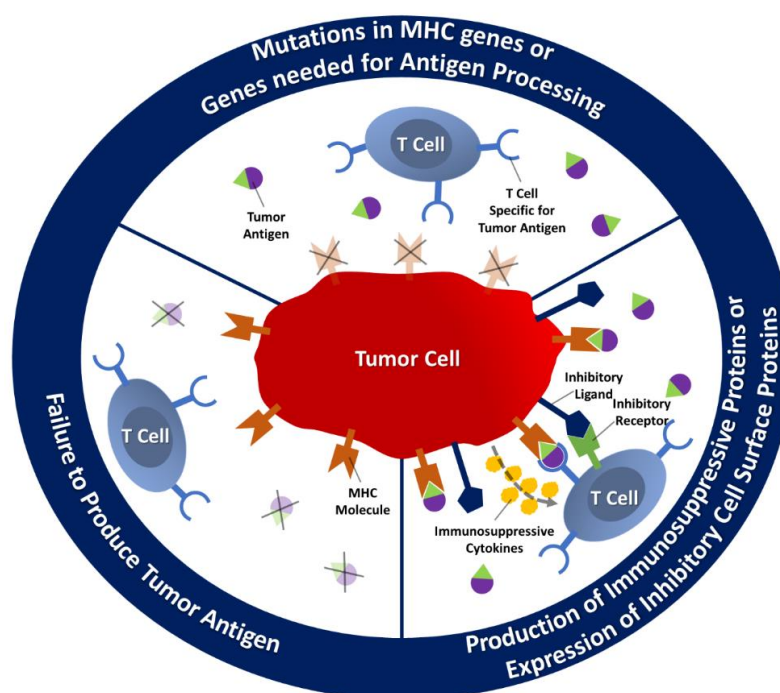 Mutations in MHC genes or
Genes needed for Antigen Processing
T Cell
Tumor
Antigen
T Cell
Specific for
Tumor Antigen
Tumor Cell
Inhibitory
Ligand
Inhibitory
Receptor
T Cell
T Cell
MHC
Molecule
Immunosuppressive
Cytokines
Failure to Produce Tumor Antigen
Production of Immunosuppressive Proteins or
Expression of Inhibitory Cell Surface Proteins